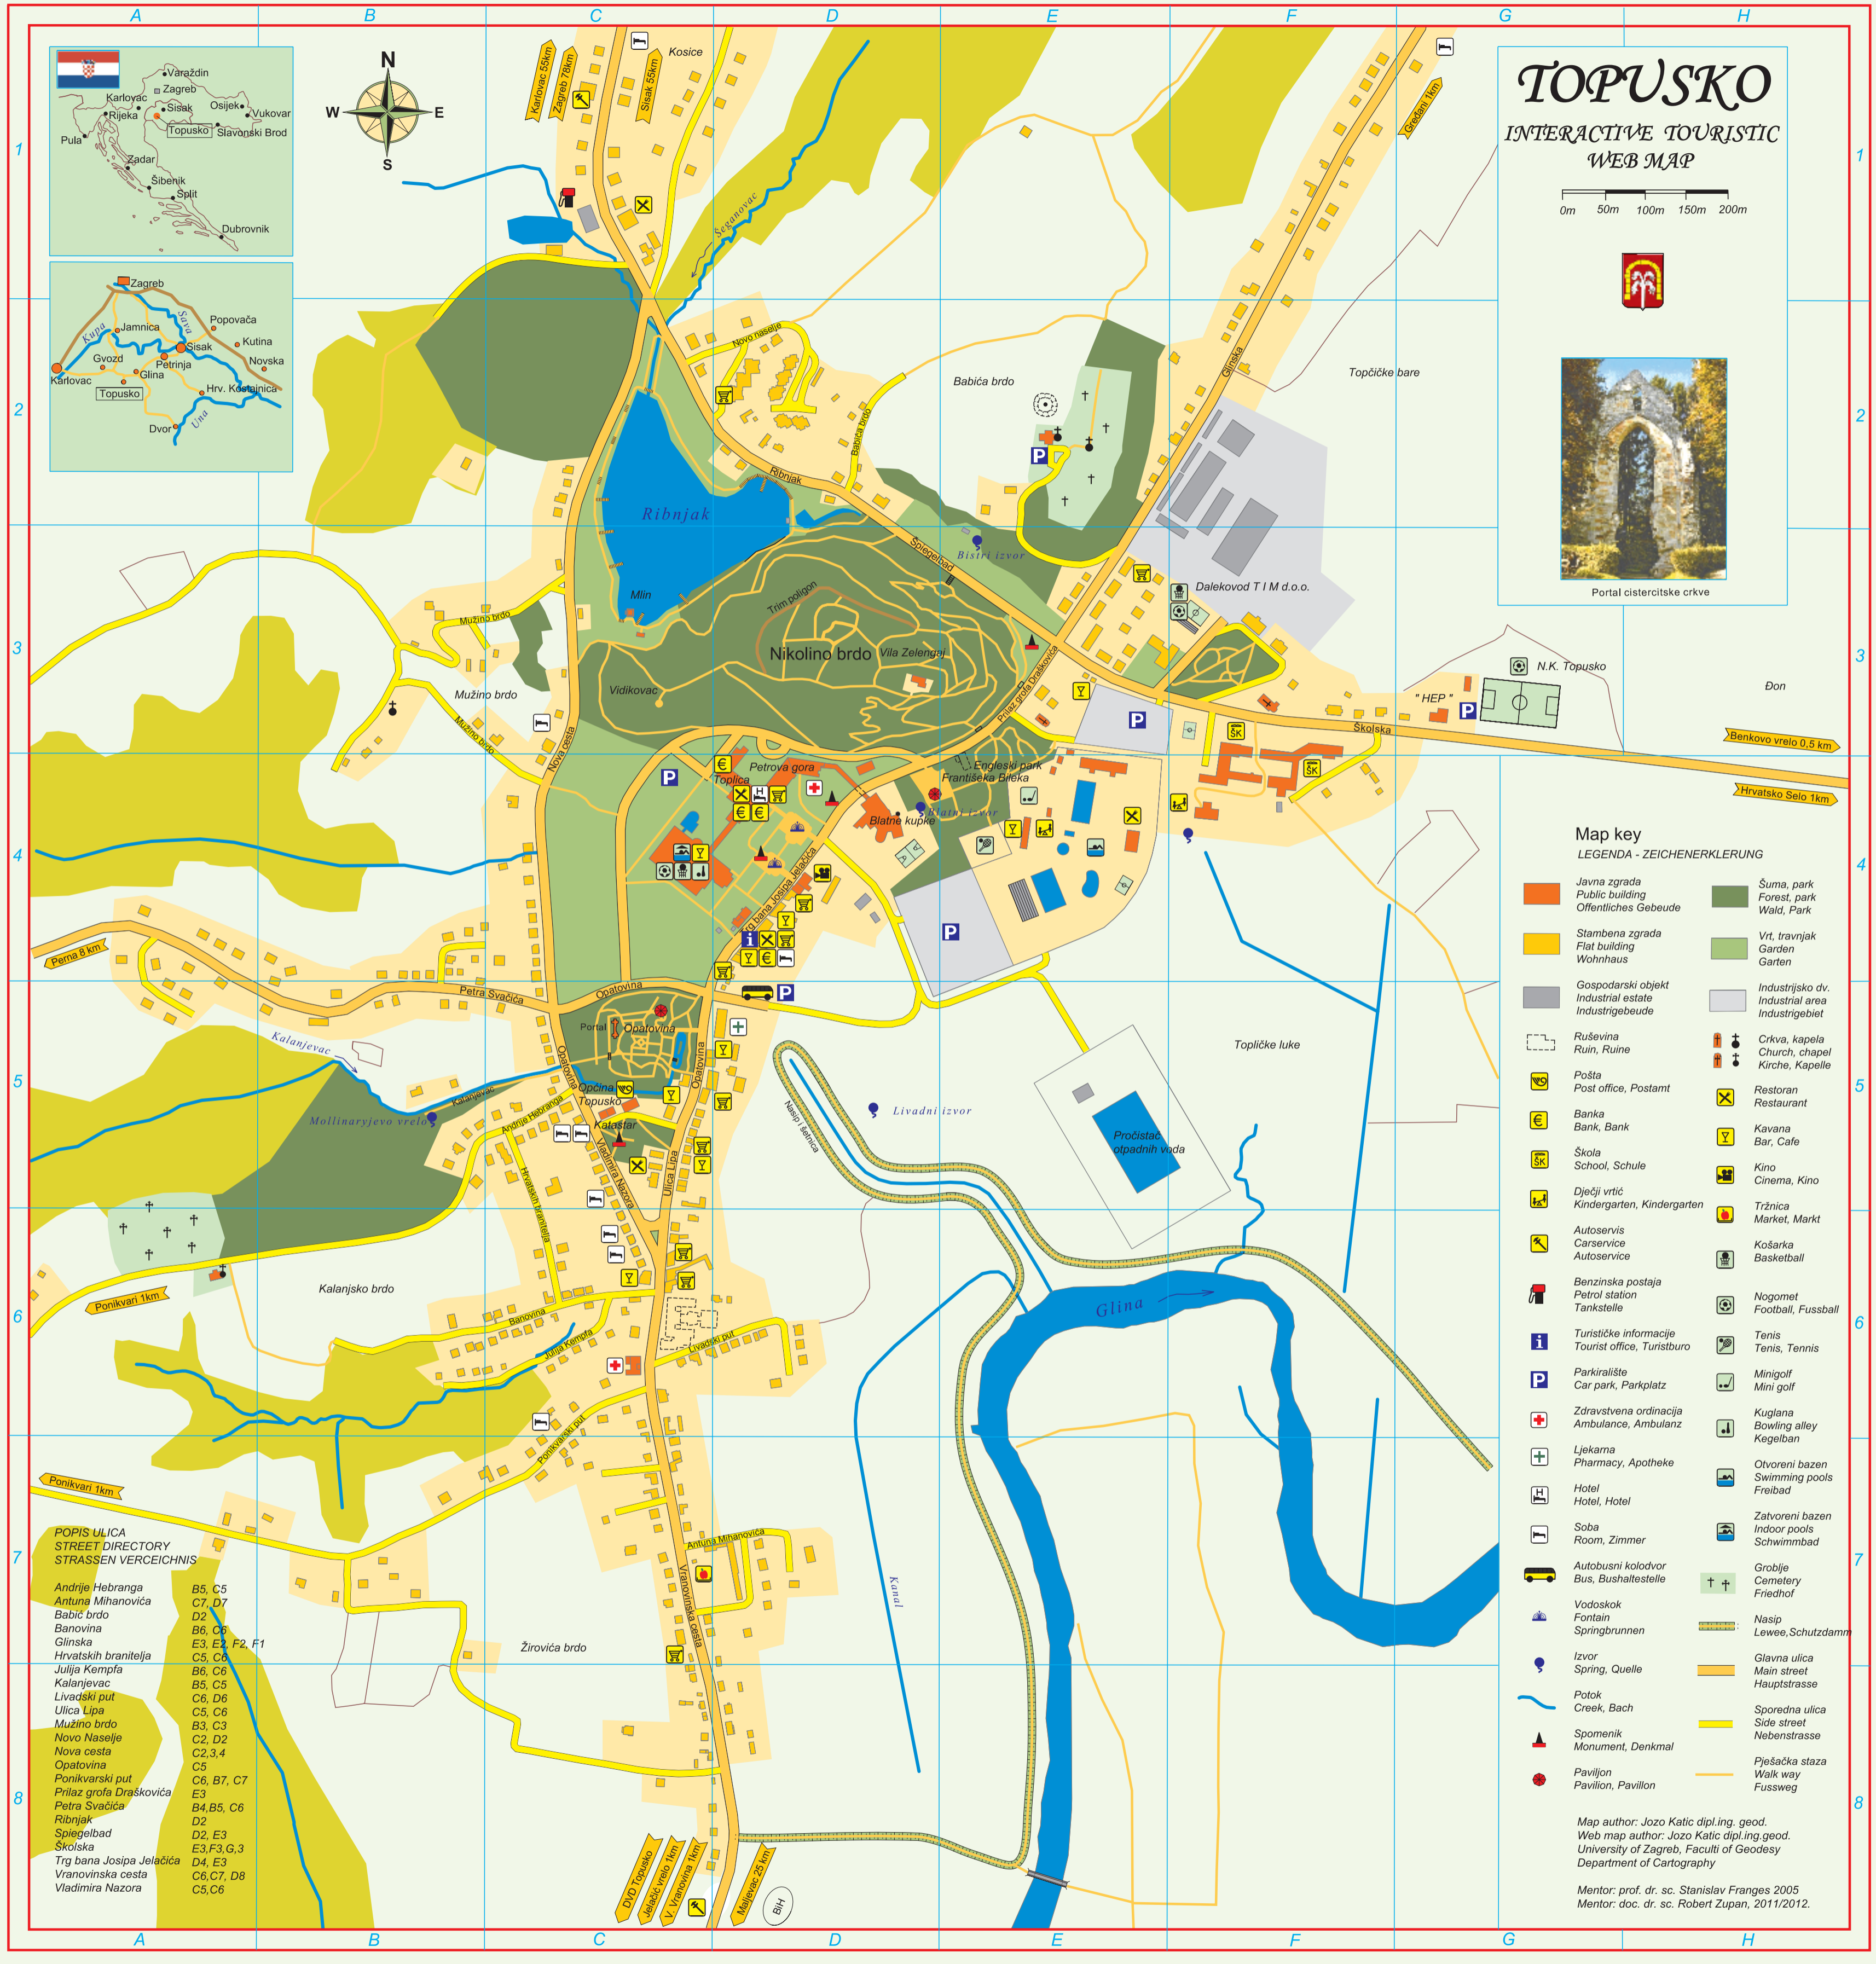 A B C D E F G H
1
2
3
4
5
6
7
8
Varaždin
Zagreb
Karlovac
Sisak
Osijek
Vukovar
Rijeka
Topusko
Slavonski Brod
Pula
Zadar
Šibenik
Split
Dubrovnik
Zagreb
Kupa
Sava
Jamnica
Popovača
Gvozd
Sisak
Kutina
Petrinja
Novska
Karlovac
Glina
Topusko
Hrv. Kostajnica
Dvor
Una
N
W E
S
Karlovac 55km
Zagreb 78km
Sisak 55km
Kosice
Šeganovac
Gređani 1km
TOPUSKO
INTERACTIVE TOURISTIC
WEB MAP
0m 50m 100m 150m 200m
Portal cistercitske crkve
Novo naselje
Babića brdo
Babića brdo
Glinska
Topčičke bare
Ribnjak
Ribnjak
Špiegelbad
Bistri izvor
Mlin
Trim poligon
Dalekovod T I M d.o.o.
Mužino brdo
Nikolino brdo
Vila Zelengaj
Vidikovac
Prilaz grofa Draškovića
Mužino brdo
Mužino brdo
Nova cesta
N.K. Topusko
" HEP "
Đon
Školska
Benkovo vrelo 0,5 km
Hrvatsko Selo 1km
Toplica
Petrova gora
Engleski park
Františeka Bileka
Blatni izvor
Blatne kupke
Trg bana Josipa Jelačića
Perna 8 km
Petra Svačića
Opatovina
Portal
Opatovina
Opatovina
Opatovina
Kalanjevac
Kalanjevac
Mollinaryjevo vrelo
Andrije Hebranga
Općina
Topusko
Katastar
Vladimira Nazora
Ulica Lipa
Hrvatskih branitelja
Nasip i šetnica
Livadni izvor
Topličke luke
Pročistač
otpadnih voda
Kalanjsko brdo
Ponikvari 1km
Banovina
Julija Kempfa
Livadski put
Glina
Ponikvarski put
Ponikvari 1km
Antuna Mihanovića
Vranovinska cesta
Kanal
Žirovića brdo
DVD Topusko
Jelačić vrelo 1km
V. Vranovina 1km
Maljevac 25 km
BiH
POPIS ULICA
STREET DIRECTORY
STRASSEN VERCEICHNIS
Andrije Hebranga B5, C5
Antuna Mihanovića C7, D7
Babić brdo D2
Banovina B6, C6
Glinska E3, E2, F2, F1
Hrvatskih branitelja C5, C6
Julija Kempfa B6, C6
Kalanjevac B5, C5
Livadski put C6, D6
Ulica Lipa C5, C6
Mužino brdo B3, C3
Novo Naselje C2, D2
Nova cesta C2,3,4
Opatovina C5
Ponikvarski put C6, B7, C7
Prilaz grofa Draškovića E3
Petra Svačića B4,B5, C6
Ribnjak D2
Spiegelbad D2, E3
Školska E3,F3,G,3
Trg bana Josipa Jelačića D4, E3
Vranovinska cesta C6,C7, D8
Vladimira Nazora C5,C6
Map key
LEGENDA - ZEICHENERKLERUNG
Javna zgrada
Public building
Offentliches Gebeude
Stambena zgrada
Flat building
Wohnhaus
Gospodarski objekt
Industrial estate
Industrigebeude
Ruševina
Ruin, Ruine
Pošta
Post office, Postamt
Banka
Bank, Bank
Škola
School, Schule
Dječji vrtić
Kindergarten, Kindergarten
Autoservis
Carservice
Autoservice
Benzinska postaja
Petrol station
Tankstelle
Turističke informacije
Tourist office, Turistburo
Parkiralište
Car park, Parkplatz
Zdravstvena ordinacija
Ambulance, Ambulanz
Ljekarna
Pharmacy, Apotheke
Hotel
Hotel, Hotel
Soba
Room, Zimmer
Autobusni kolodvor
Bus, Bushaltestelle
Vodoskok
Fontain
Springbrunnen
Izvor
Spring, Quelle
Potok
Creek, Bach
Spomenik
Monument, Denkmal
Paviljon
Pavilion, Pavillon
Šuma, park
Forest, park
Wald, Park
Vrt, travnjak
Garden
Garten
Industrijsko dv.
Industrial area
Industrigebiet
Crkva, kapela
Church, chapel
Kirche, Kapelle
Restoran
Restaurant
Kavana
Bar, Cafe
Kino
Cinema, Kino
Tržnica
Market, Markt
Košarka
Basketball
Nogomet
Football, Fussball
Tenis
Tenis, Tennis
Minigolf
Mini golf
Kuglana
Bowling alley
Kegelban
Otvoreni bazen
Swimming pools
Freibad
Zatvoreni bazen
Indoor pools
Schwimmbad
Groblje
Cemetery
Friedhof
Nasip
Lewee,Schutzdamm
Glavna ulica
Main street
Hauptstrasse
Sporedna ulica
Side street
Nebenstrasse
Pješačka staza
Walk way
Fussweg
Map author: Jozo Katic dipl.ing. geod.
Web map author: Jozo Katic dipl.ing.geod.
University of Zagreb, Faculti of Geodesy
Department of Cartography
Mentor: prof. dr. sc. Stanislav Franges 2005
Mentor: doc. dr. sc. Robert Zupan, 2011/2012.
A B C D E F G H